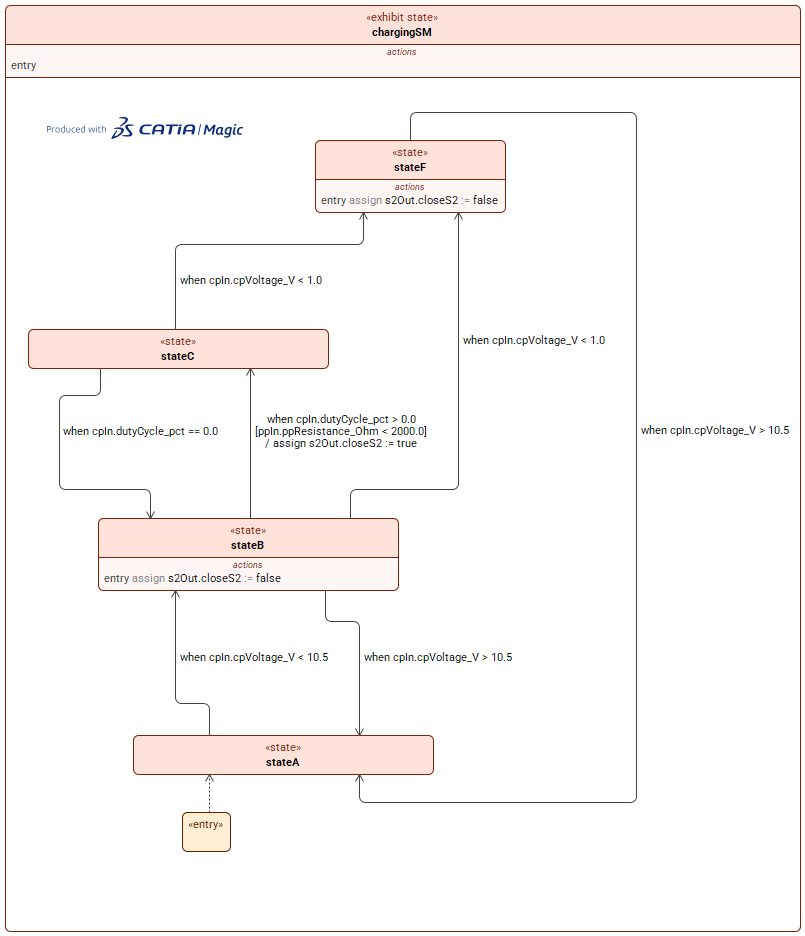 «exhibit state»
chargingSM
actions
entry
Produced with CATIA | Magic
«state»
stateF
actions
entry assign s2Out.closeS2 := false
when cpIn.cpVoltage_V < 1.0
when cpIn.cpVoltage_V < 1.0
«state»
stateC
when cpIn.dutyCycle_pct == 0.0
when cpIn.dutyCycle_pct > 0.0
[ppIn.ppResistance_Ohm < 2000.0]
/ assign s2Out.closeS2 := true
when cpIn.cpVoltage_V > 10.5
«state»
stateB
actions
entry assign s2Out.closeS2 := false
when cpIn.cpVoltage_V < 10.5
when cpIn.cpVoltage_V > 10.5
«state»
stateA
«entry»